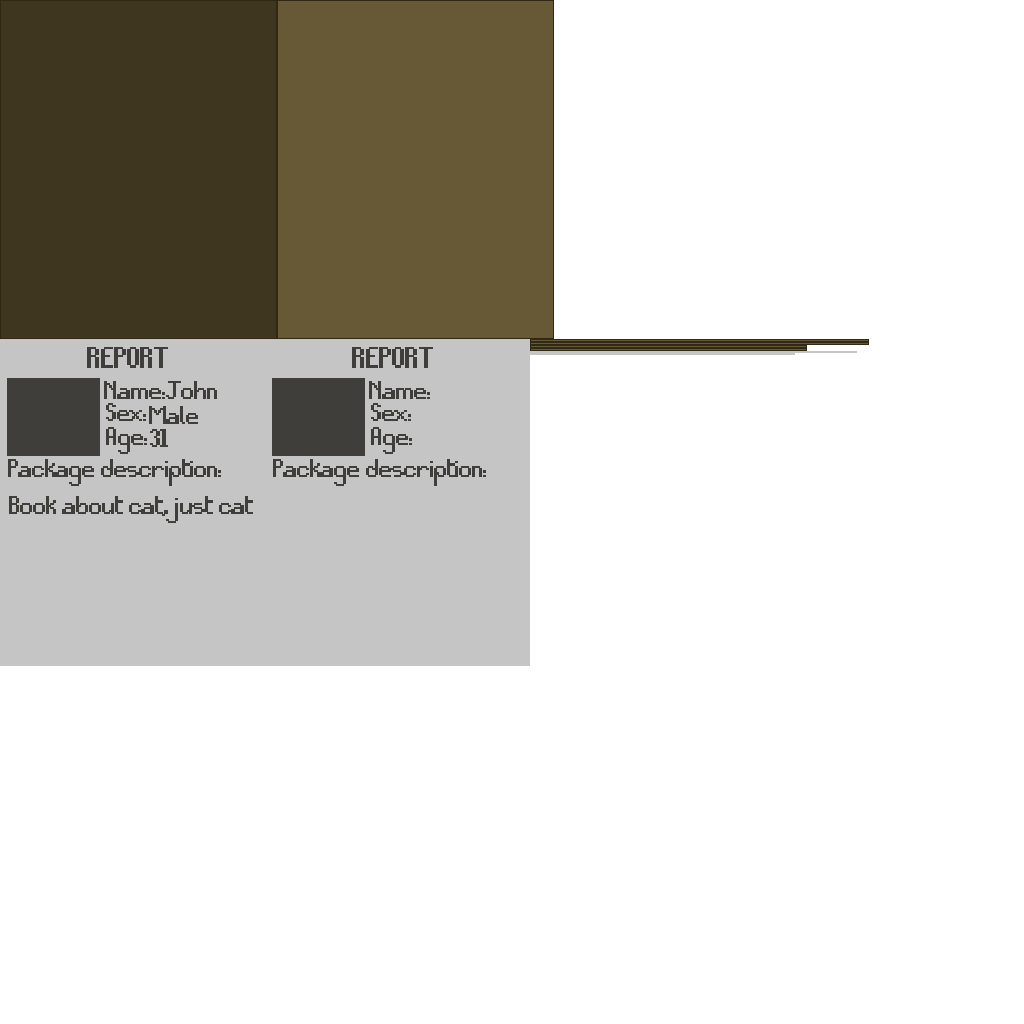 REPORT
Name:John
Sex:Male
Age:31
Package description:
Book about cat, just cat
REPORT
Name:
Sex:
Age:
Package description: